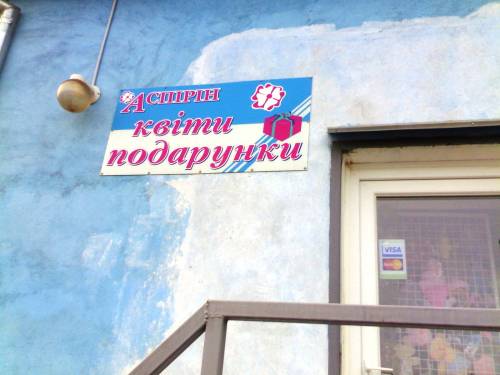 Аспірін
квіти
подарунки
VISA